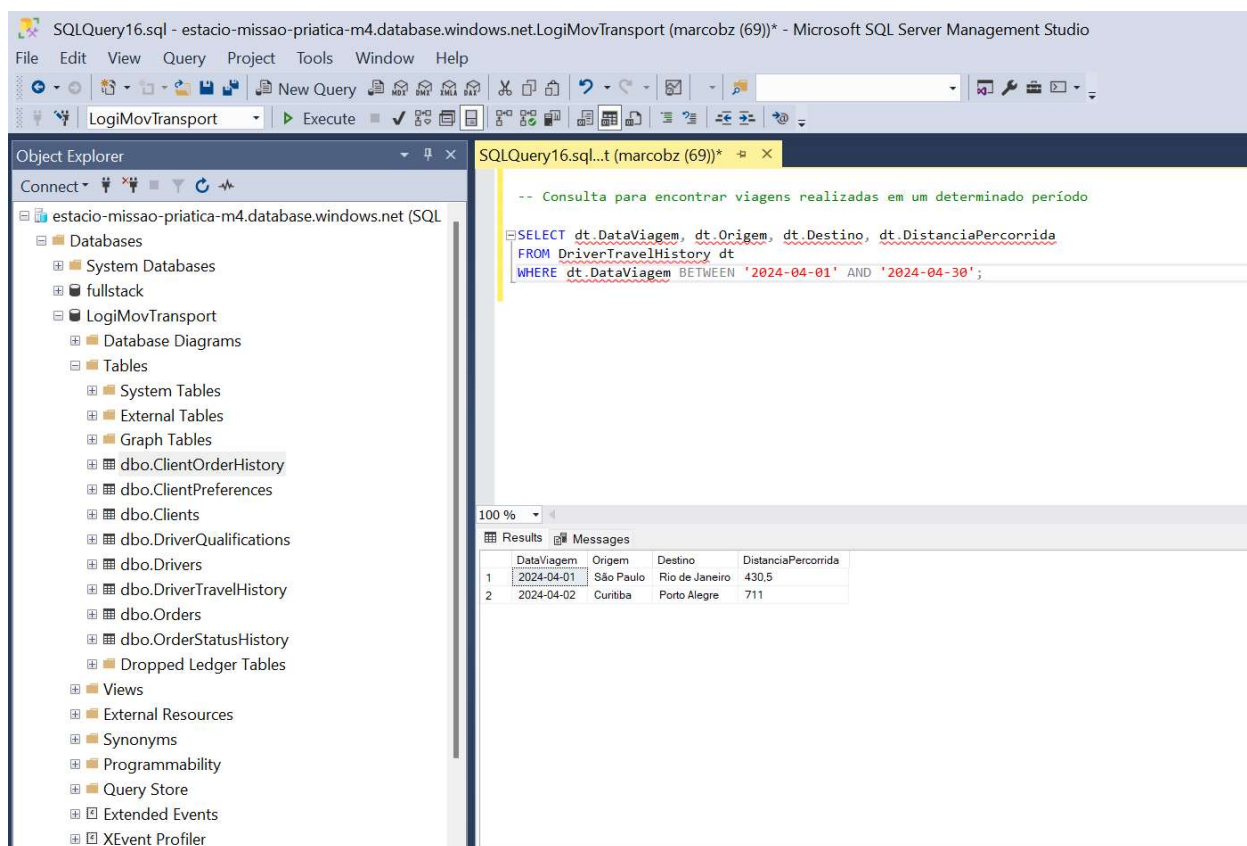 SQLQuery16.sql - estacio-missao-priatica-m4.database.windows.net.LogiMovTransport (marcobz (69))* - Microsoft SQL Server Management Studio
File Edit View Query Project Tools Window Help
New Query MDX DMX XMLA DAX
LogiMovTransport Execute
Object Explorer
Connect
estacio-missao-priatica-m4.database.windows.net (SQL
Databases
System Databases
fullstack
LogiMovTransport
Database Diagrams
Tables
System Tables
External Tables
Graph Tables
dbo.ClientOrderHistory
dbo.ClientPreferences
dbo.Clients
dbo.DriverQualifications
dbo.Drivers
dbo.DriverTravelHistory
dbo.Orders
dbo.OrderStatusHistory
Dropped Ledger Tables
Views
External Resources
Synonyms
Programmability
Query Store
Extended Events
XEvent Profiler
SQLQuery16.sql...t (marcobz (69))*
-- Consulta para encontrar viagens realizadas em um determinado período
SELECT dt.DataViagem, dt.Origem, dt.Destino, dt.DistanciaPercorrida
FROM DriverTravelHistory dt
WHERE dt.DataViagem BETWEEN '2024-04-01' AND '2024-04-30';
100 %
Results Messages
DataViagem Origem Destino DistanciaPercorrida
1 2024-04-01 São Paulo Rio de Janeiro 430,5
2 2024-04-02 Curitiba Porto Alegre 711